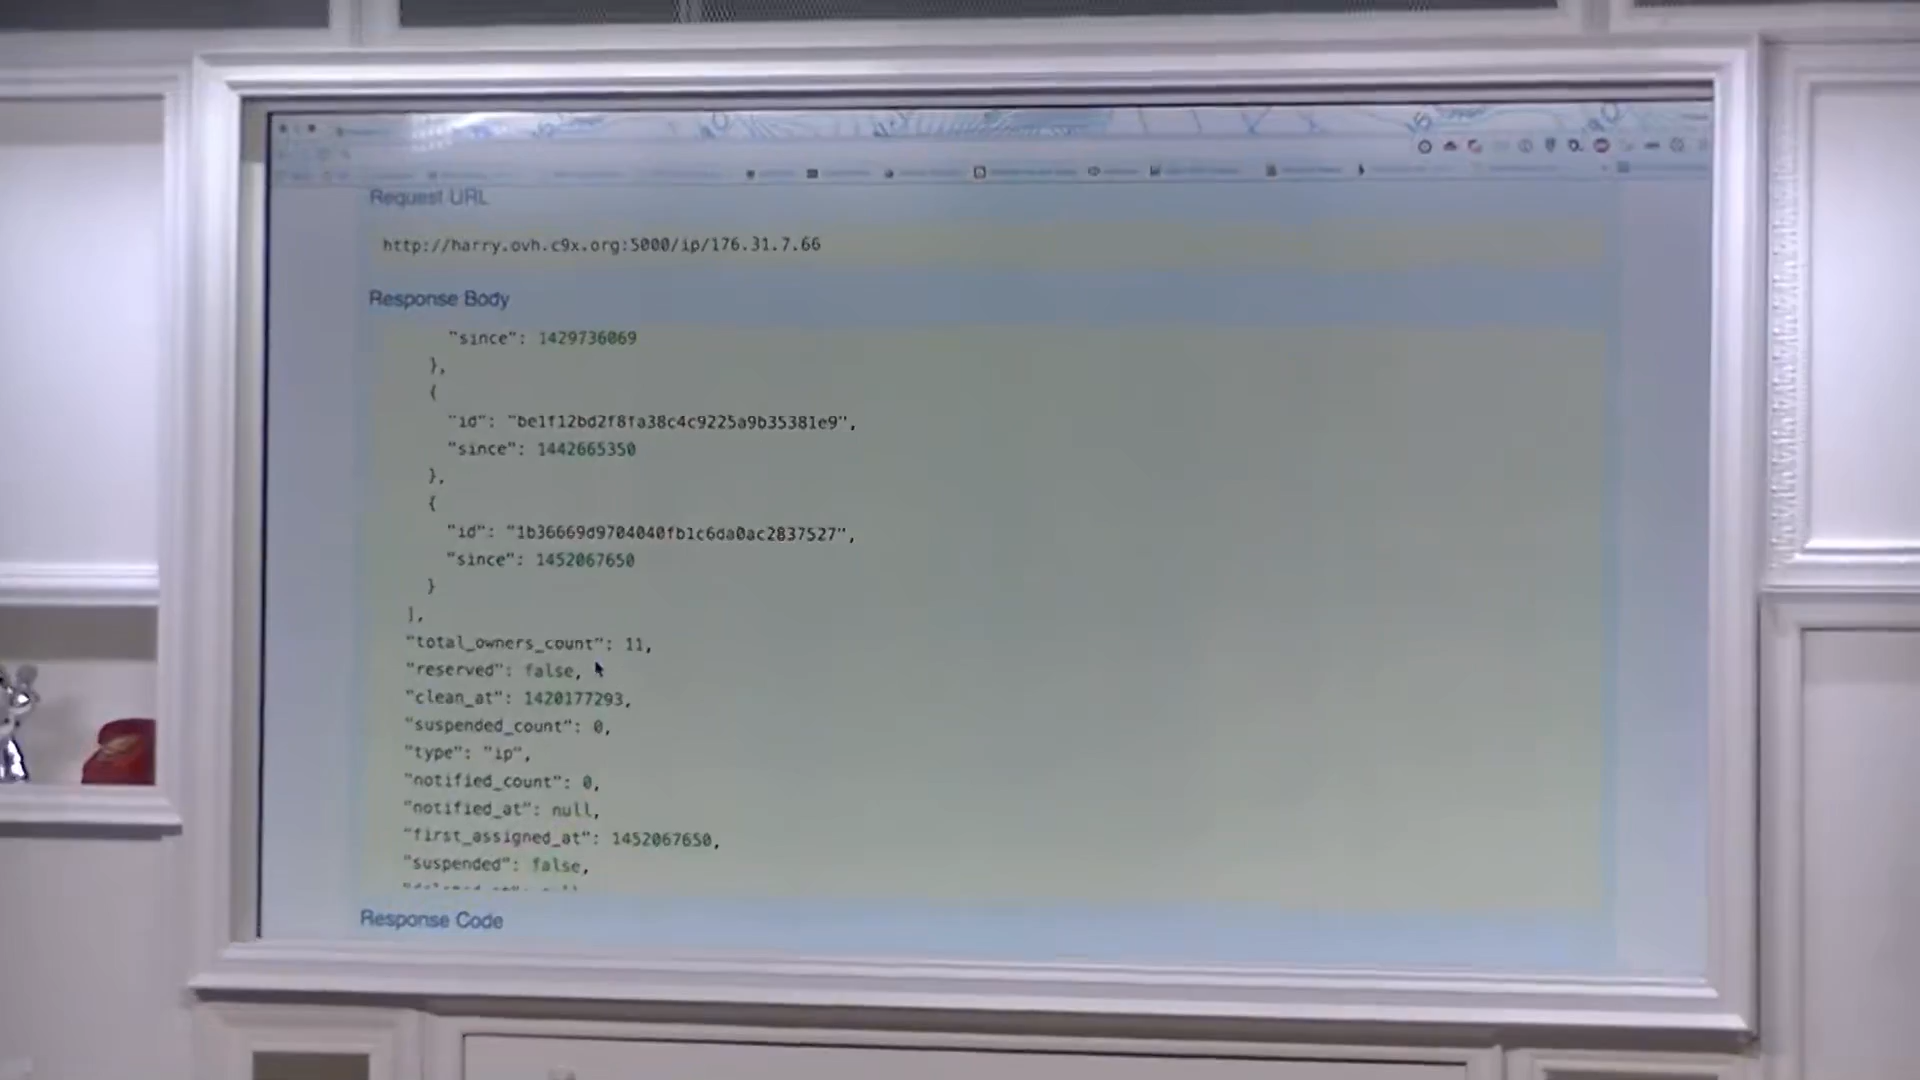 Request URL
http://harry.ovh.c9x.org:5000/ip/176.31.7.66
Response Body
"since": 1429736069
},
{
"id": "be1f12bd2f8fa38c4c9225a9b35381e9",
"since": 1442665350
},
{
"id": "1b36669d9704040fb1c6da0ac2837527",
"since": 1452067650
}
],
"total_owners_count": 11,
"reserved": false,
"clean_at": 1420177293,
"suspended_count": 0,
"type": "ip",
"notified_count": 0,
"notified_at": null,
"first_assigned_at": 1452067650,
"suspended": false,
Response Code